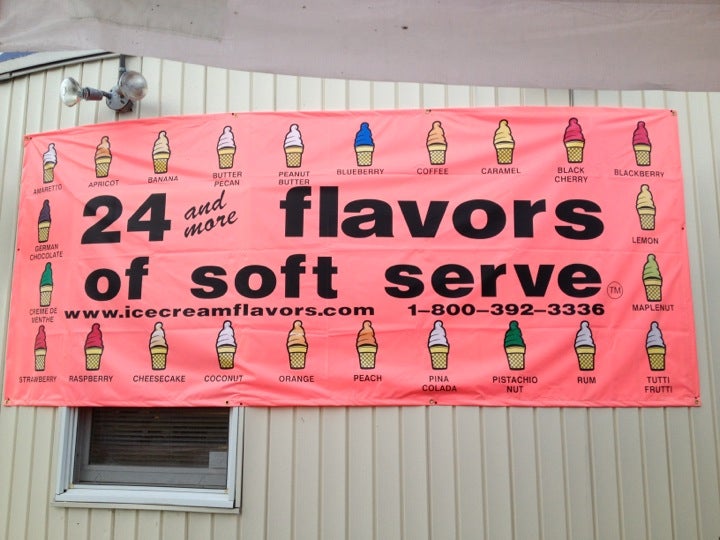 AMARETTO
APRICOT
BANANA
BUTTER
PECAN
PEANUT
BUTTER
BLUEBERRY
COFFEE
CARAMEL
BLACK
CHERRY
BLACKBERRY
24 and more flavors
GERMAN
CHOCOLATE
LEMON
of soft serve TM
CREME DE
MENTHE
MAPLENUT
www.icecreamflavors.com 1-800-392-3336
STRAWBERRY
RASPBERRY
CHEESECAKE
COCONUT
ORANGE
PEACH
PINA
COLADA
PISTACHIO
NUT
RUM
TUTTI
FRUTTI